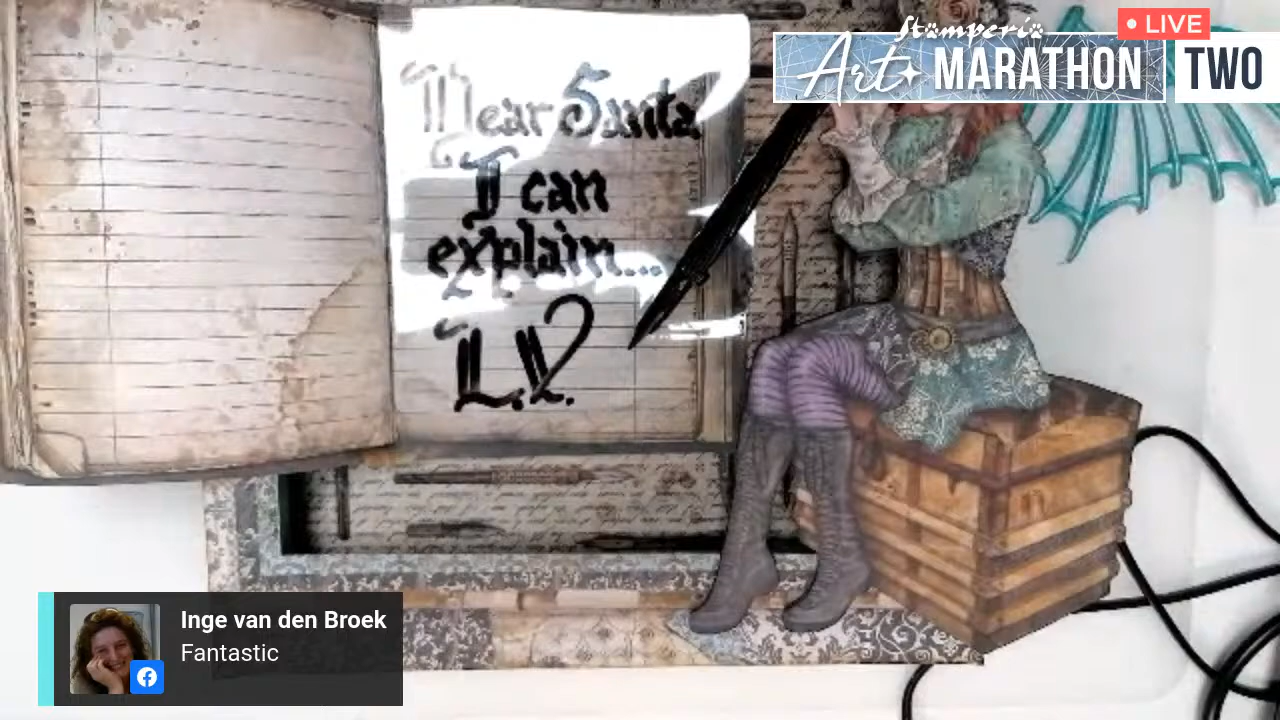 LIVE
Stamperia
Art MARATHON TWO
Dear Santa
I can
explain...
L.V.
Inge van den Broek
Fantastic